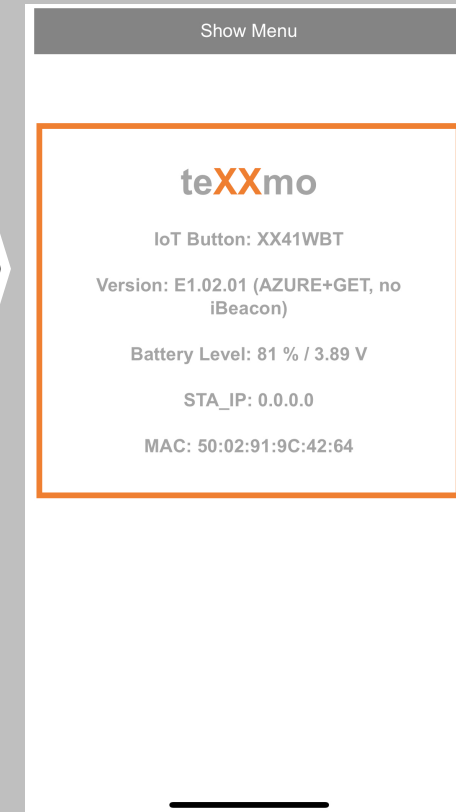 Show Menu
teXXmo
IoT Button: XX41WBT
Version: E1.02.01 (AZURE+GET, no
iBeacon)
Battery Level: 81 % / 3.89 V
STA_IP: 0.0.0.0
MAC: 50:02:91:9C:42:64